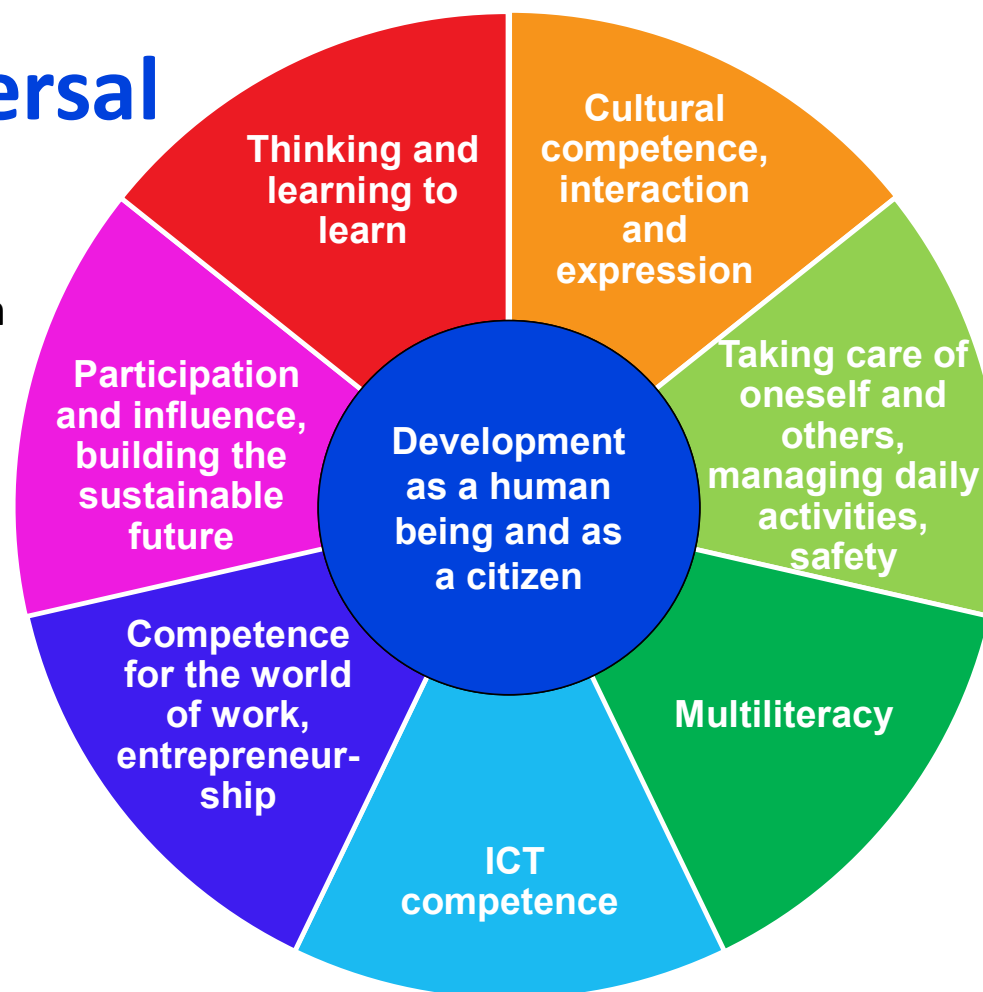 ersal
Thinking and
learning to
learn
Cultural
competence,
interaction
and
expression
Taking care of
oneself and
others,
managing daily
activities,
safety
Multiliteracy
ICT
competence
Competence
for the world
of work,
entrepreneur-
ship
Participation
and influence,
building the
sustainable
future
Development
as a human
being and as
a citizen